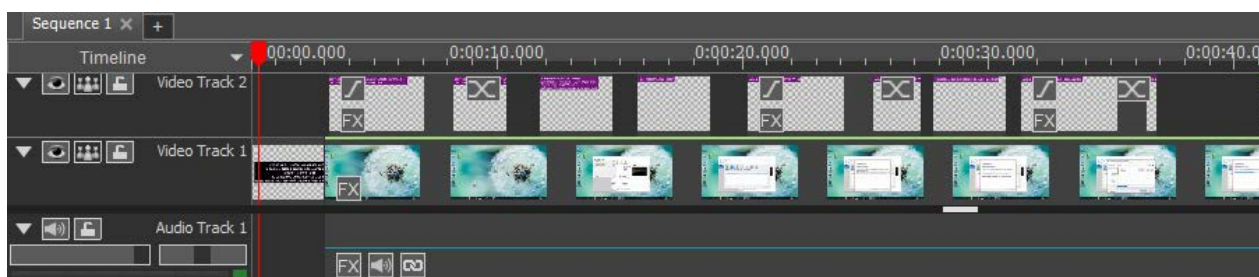 Sequence 1
Timeline 0:00:00.000 0:00:10.000 0:00:20.000 0:00:30.000 0:00:40.0
Video Track 2
FX FX FX
Video Track 1
FX
Audio Track 1
FX